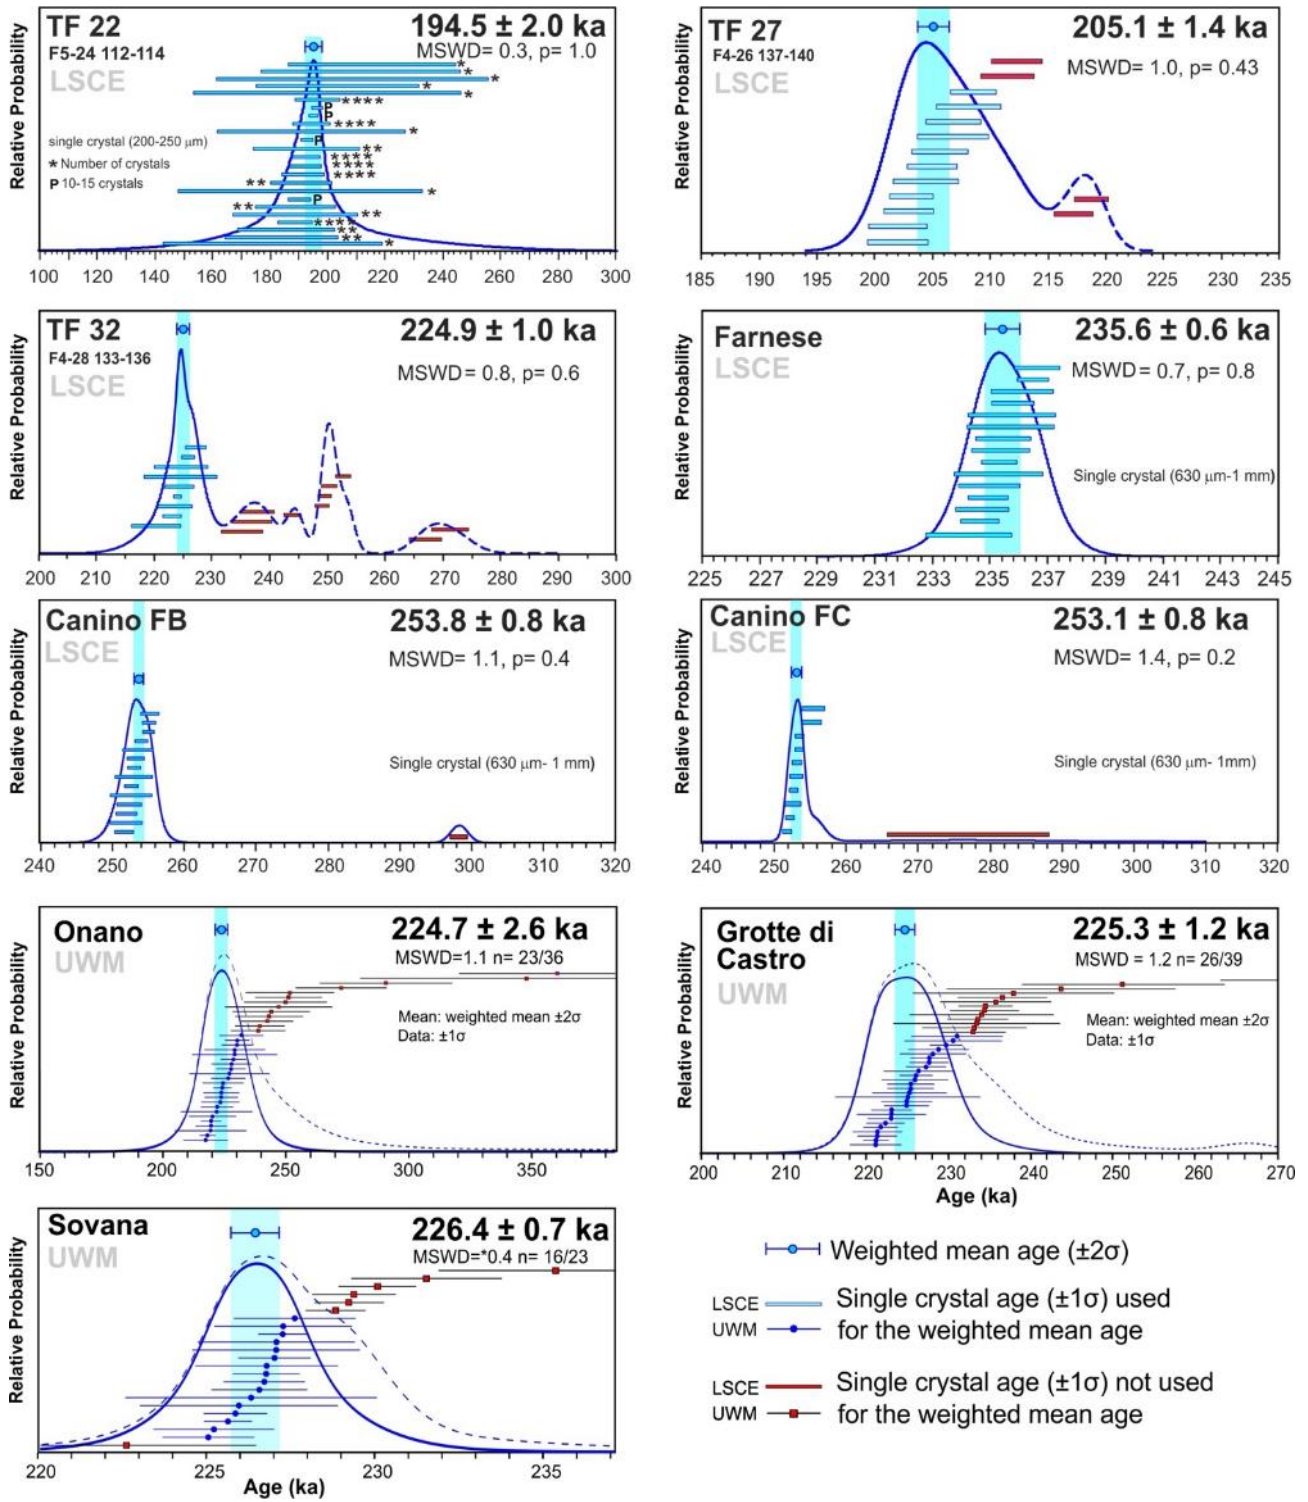 TF 22
194.5 ± 2.0 ka
F5-24 112-114
MSWD= 0.3, p= 1.0
LSCE
single crystal (200-250 µm)
* Number of crystals
P 10-15 crystals
*
*
*
*
*
****
P
P
****
*
P
**
****
****
****
**
*
P
**
**
****
**
**
*
Relative Probability
100 120 140 160 180 200 220 240 260 280 300
TF 27
205.1 ± 1.4 ka
F4-26 137-140
MSWD= 1.0, p= 0.43
LSCE
Relative Probability
185 190 195 200 205 210 215 220 225 230 235
TF 32
224.9 ± 1.0 ka
F4-28 133-136
LSCE
MSWD = 0.8, p= 0.6
Relative Probability
200 220 230 240 250 260 270 280 290 300
Farnese
235.6 ± 0.6 ka
LSCE
MSWD = 0.7, p= 0.8
Single crystal (630 µm-1 mm)
Relative Probability
225 227 229 231 233 235 237 239 241 243 245
Canino FB
253.8 ± 0.8 ka
LSCE
MSWD= 1.1, p= 0.4
Single crystal (630 µm- 1 mm)
Relative Probability
240 250 260 270 280 290 300 310 320
Canino FC
253.1 ± 0.8 ka
LSCE
MSWD= 1.4, p= 0.2
Single crystal (630 µm- 1mm)
Relative Probability
240 250 260 270 280 290 300 310 320
Onano
224.7 ± 2.6 ka
UWM
MSWD=1.1 n= 23/36
Mean: weighted mean ±2σ
Data: ±1σ
Relative Probability
150 200 250 300 350
Grotte di
Castro
225.3 ± 1.2 ka
MSWD = 1.2 n= 26/39
UWM
Mean: weighted mean ±2σ
Data: ±1σ
Relative Probability
200 210 220 230 240 250 260 270
Age (ka)
Sovana
226.4 ± 0.7 ka
UWM
MSWD=*0.4 n= 16/23
Relative Probability
220 225 230 235
Age (ka)
Weighted mean age (±2σ)
LSCE Single crystal age (±1σ) used
UWM for the weighted mean age
LSCE Single crystal age (±1σ) not used
UWM for the weighted mean age